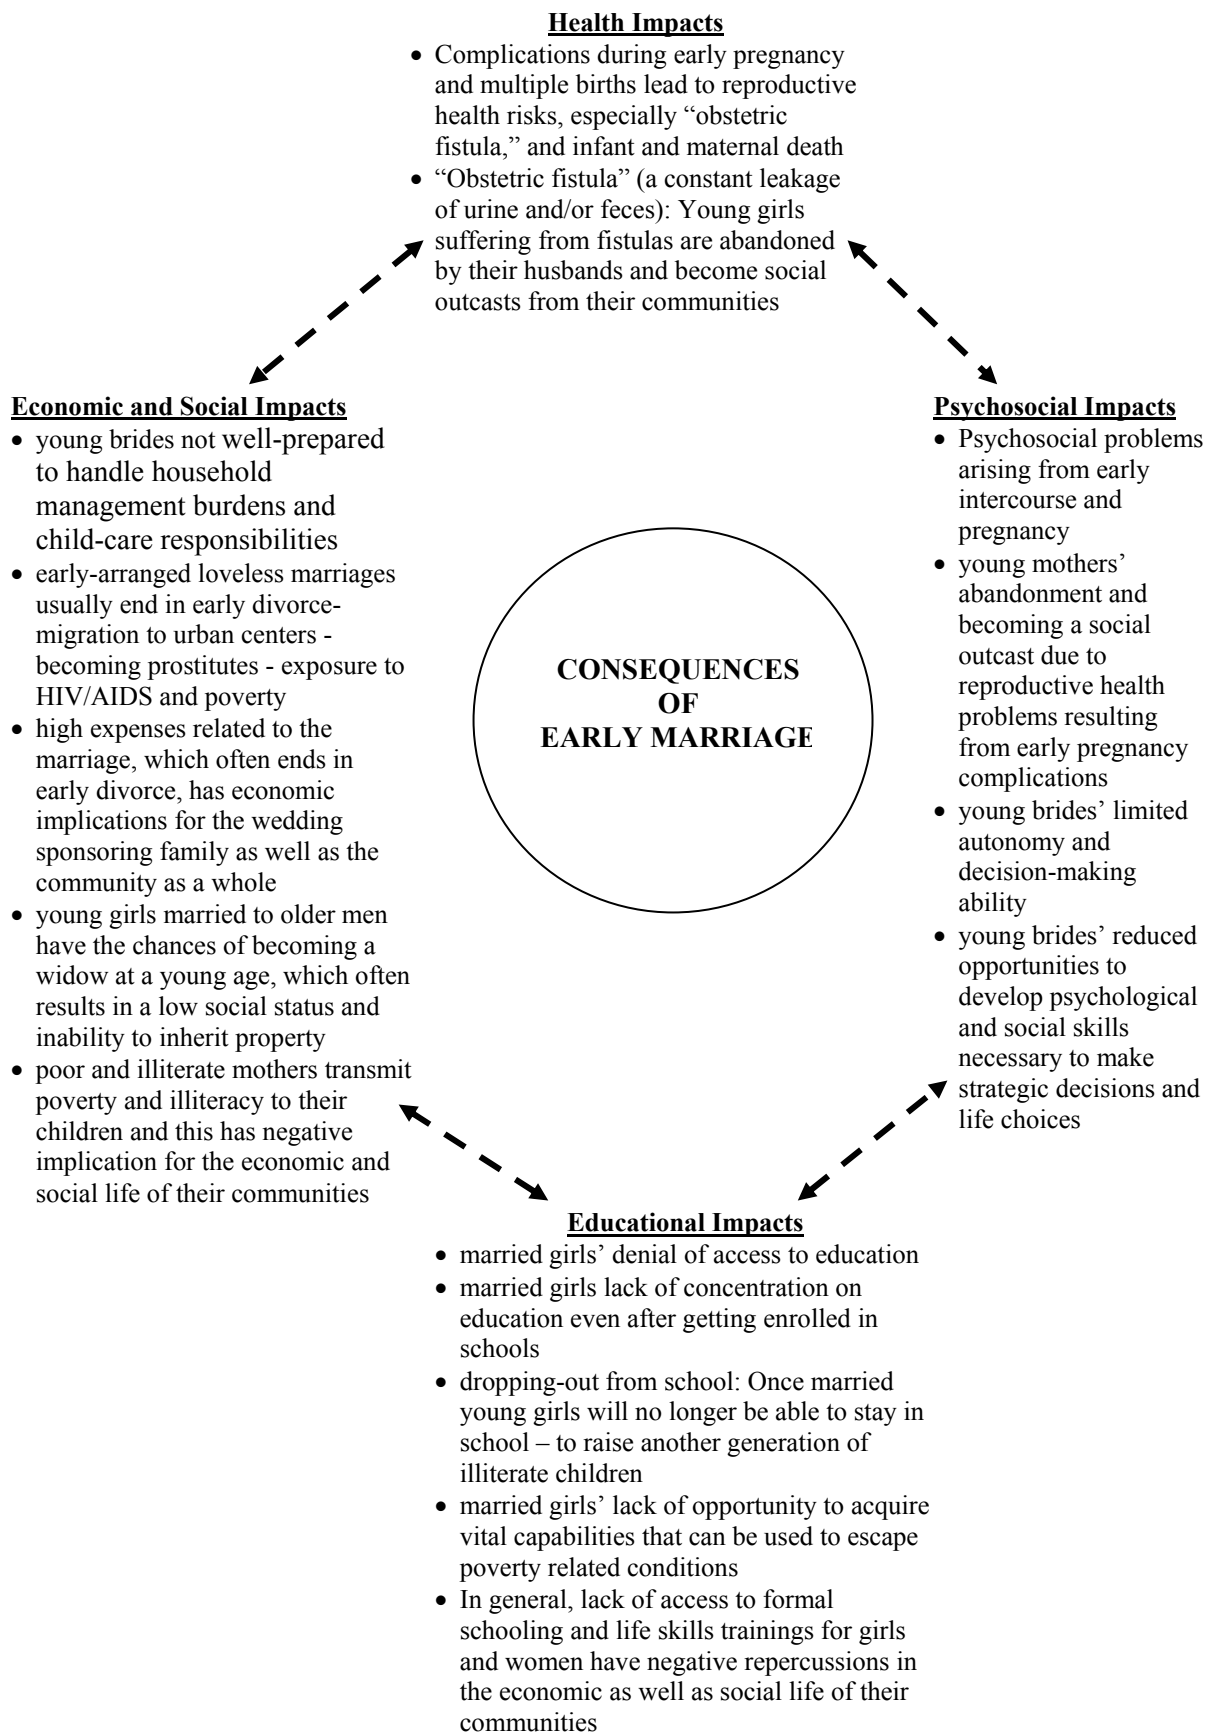 Health Impacts
• Complications during early pregnancy
and multiple births lead to reproductive
health risks, especially “obstetric
fistula,” and infant and maternal death
• “Obstetric fistula” (a constant leakage
of urine and/or feces): Young girls
suffering from fistulas are abandoned
by their husbands and become social
outcasts from their communities
Economic and Social Impacts
• young brides not well-prepared
to handle household
management burdens and
child-care responsibilities
• early-arranged loveless marriages
usually end in early divorce-
migration to urban centers -
becoming prostitutes - exposure to
HIV/AIDS and poverty
• high expenses related to the
marriage, which often ends in
early divorce, has economic
implications for the wedding
sponsoring family as well as the
community as a whole
• young girls married to older men
have the chances of becoming a
widow at a young age, which often
results in a low social status and
inability to inherit property
• poor and illiterate mothers transmit
poverty and illiteracy to their
children and this has negative
implication for the economic and
social life of their communities
CONSEQUENCES
OF
EARLY MARRIAGE
Psychosocial Impacts
• Psychosocial problems
arising from early
intercourse and
pregnancy
• young mothers’
abandonment and
becoming a social
outcast due to
reproductive health
problems resulting
from early pregnancy
complications
• young brides’ limited
autonomy and
decision-making
ability
• young brides’ reduced
opportunities to
develop psychological
and social skills
necessary to make
strategic decisions and
life choices
Educational Impacts
• married girls’ denial of access to education
• married girls lack of concentration on
education even after getting enrolled in
schools
• dropping-out from school: Once married
young girls will no longer be able to stay in
school – to raise another generation of
illiterate children
• married girls’ lack of opportunity to acquire
vital capabilities that can be used to escape
poverty related conditions
• In general, lack of access to formal
schooling and life skills trainings for girls
and women have negative repercussions in
the economic as well as social life of their
communities